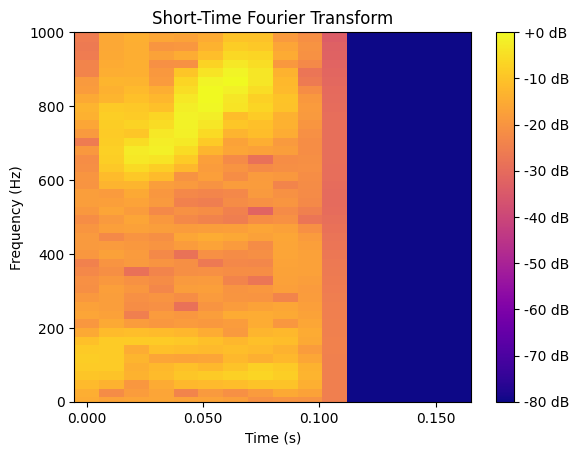 Short-Time Fourier Transform
1000
800
600
400
200
0
Frequency (Hz)
0.000
0.050
0.100
0.150
Time (s)
+0 dB
-10 dB
-20 dB
-30 dB
-40 dB
-50 dB
-60 dB
-70 dB
-80 dB